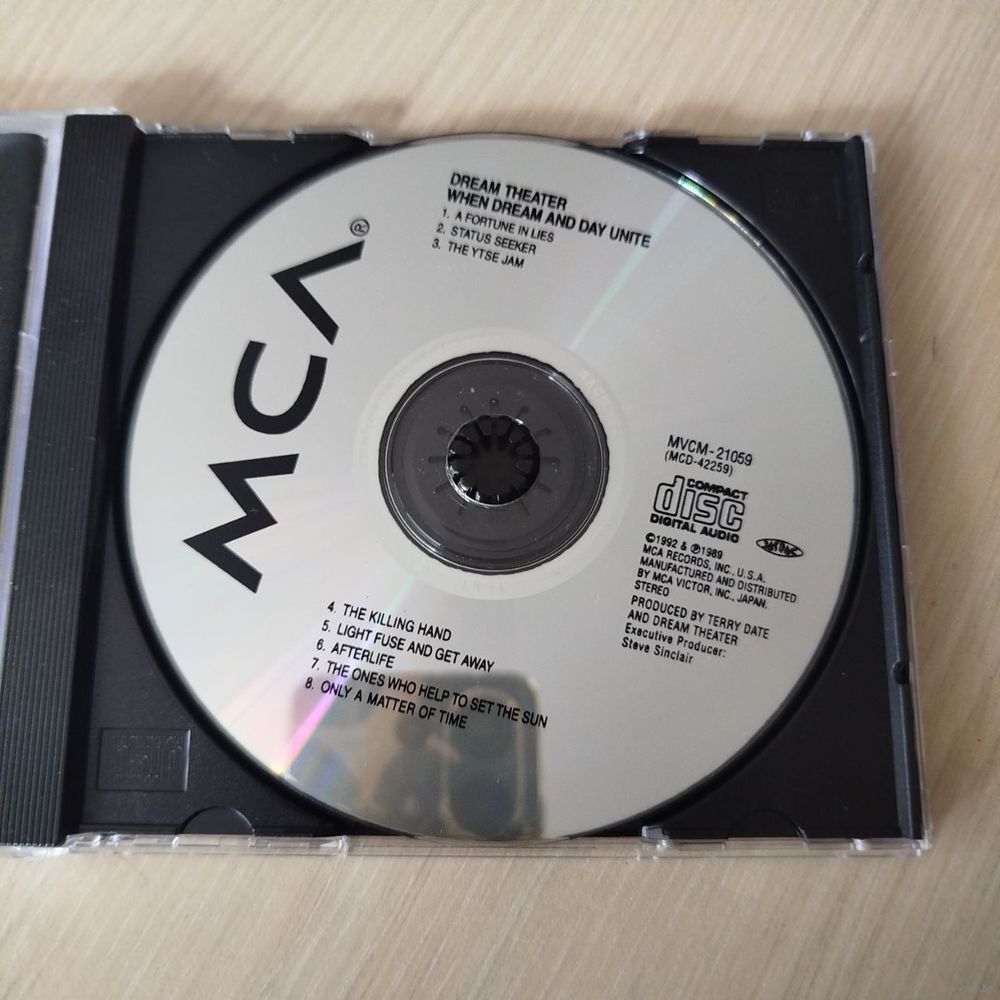 DREAM THEATER
WHEN DREAM AND DAY UNITE
1. A FORTUNE IN LIES
2. STATUS SEEKER
3. THE YTSE JAM
MCA®
MVCM-21059
(MCD-42259)
COMPACT
disc
DIGITAL AUDIO
©1992 & ℗1989
MCA RECORDS, INC., U.S.A.
MANUFACTURED AND DISTRIBUTED
BY MCA VICTOR, INC., JAPAN.
STEREO
PRODUCED BY TERRY DATE
AND DREAM THEATER
Executive Producer:
Steve Sinclair
4. THE KILLING HAND
5. LIGHT FUSE AND GET AWAY
6. AFTERLIFE
7. THE ONES WHO HELP TO SET THE SUN
8. ONLY A MATTER OF TIME